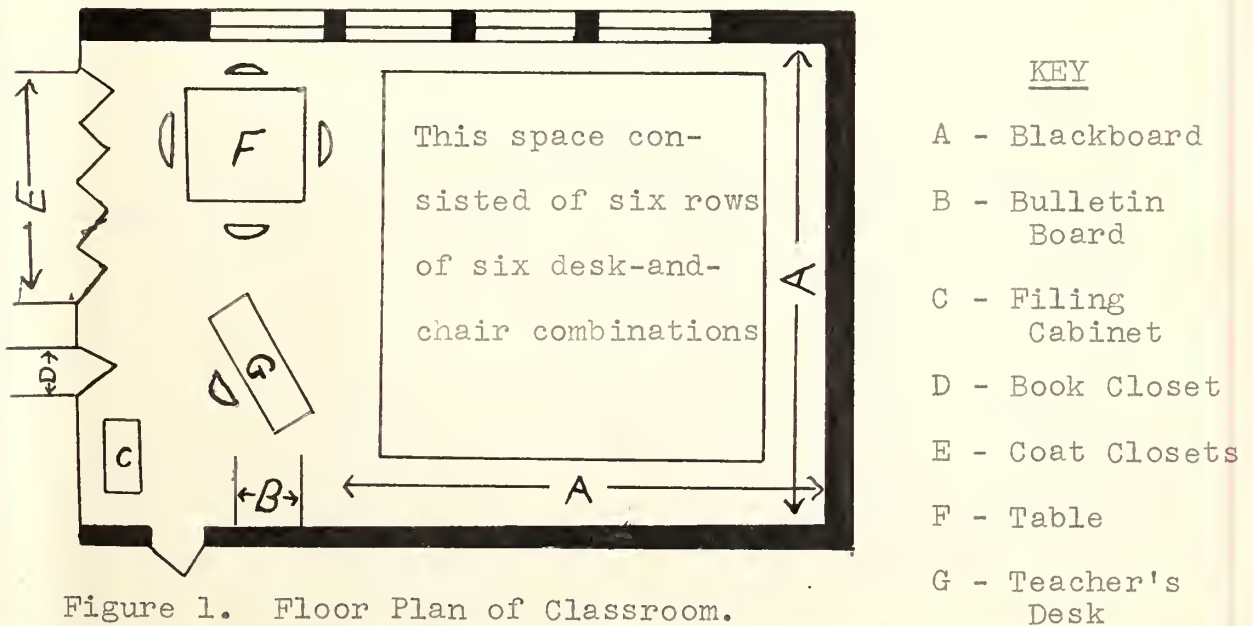 E
F
This space con-
sisted of six rows
of six desk-and-
chair combinations
A
D
G
C
B
A
KEY
A - Blackboard
B - Bulletin
Board
C - Filing
Cabinet
D - Book Closet
E - Coat Closets
F - Table
G - Teacher's
Desk
Figure 1. Floor Plan of Classroom.